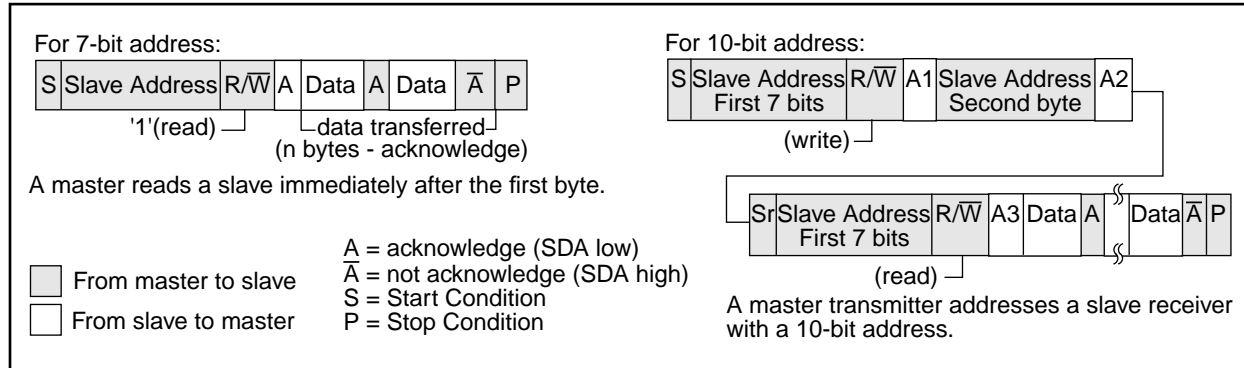 For 7-bit address:
S Slave Address R/W̅ A Data A Data A̅ P
'1'(read) data transferred
(n bytes - acknowledge)
A master reads a slave immediately after the first byte.
From master to slave
From slave to master
A = acknowledge (SDA low)
A̅ = not acknowledge (SDA high)
S = Start Condition
P = Stop Condition
For 10-bit address:
S Slave Address First 7 bits R/W̅ A1 Slave Address Second byte A2
(write)
Sr Slave Address First 7 bits R/W̅ A3 Data A Data A̅ P
(read)
A master transmitter addresses a slave receiver
with a 10-bit address.